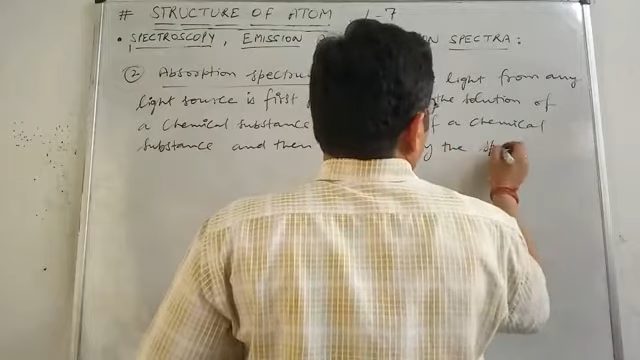 # STRUCTURE OF ATOM L-7
• SPECTROSCOPY, EMISSION SPECTRA:
② Absorption spectru light from any
light source is first the solution of
a chemical substance of a chemical
substance and then the